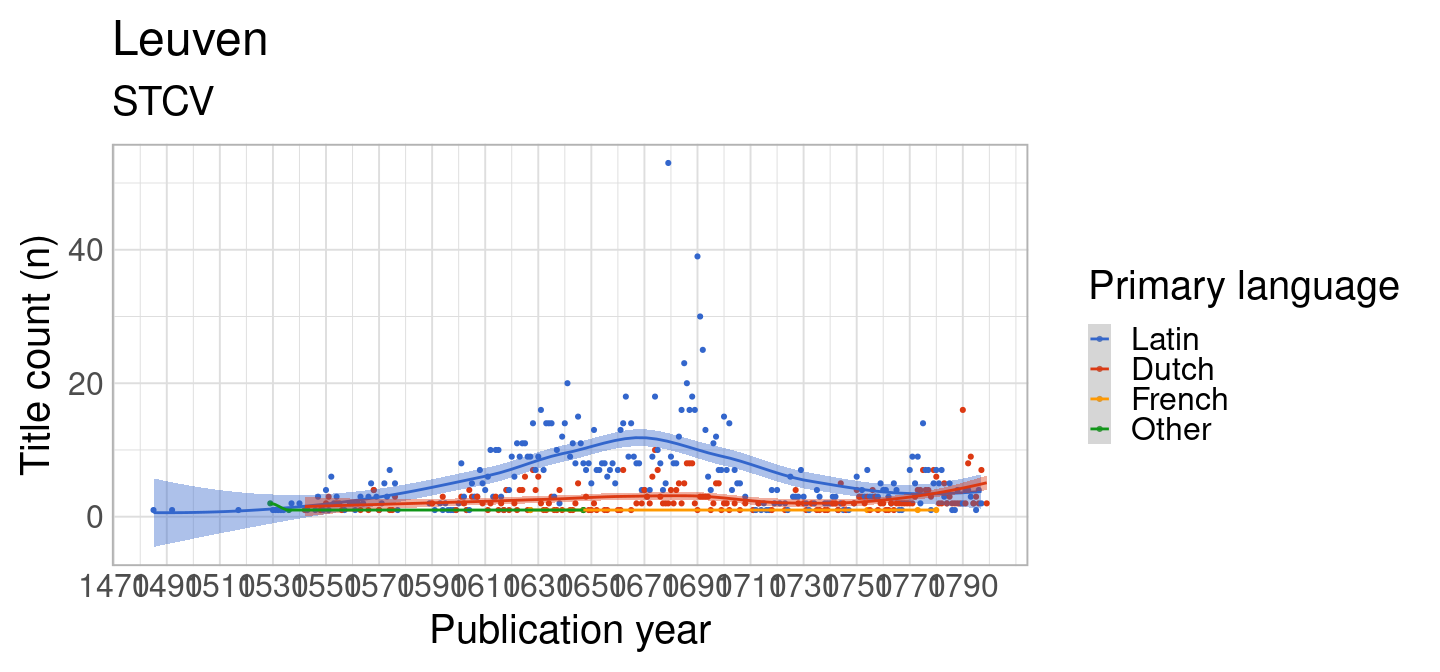 Leuven
STCV
Title count (n)
40
20
0
1470 1490 1510 1530 1550 1570 1590 1610 1630 1650 1670 1690 1710 1730 1750 1770 1790
Publication year
Primary language
Latin
Dutch
French
Other